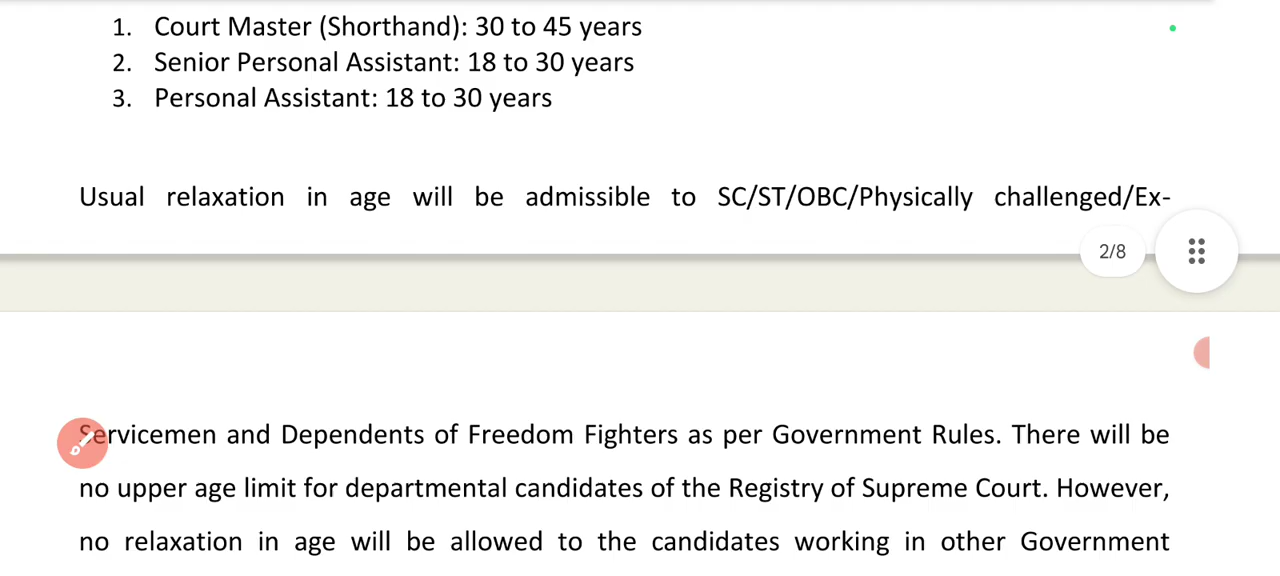 1. Court Master (Shorthand): 30 to 45 years
2. Senior Personal Assistant: 18 to 30 years
3. Personal Assistant: 18 to 30 years
Usual relaxation in age will be admissible to SC/ST/OBC/Physically challenged/Ex-
2/8
Servicemen and Dependents of Freedom Fighters as per Government Rules. There will be
no upper age limit for departmental candidates of the Registry of Supreme Court. However,
no relaxation in age will be allowed to the candidates working in other Government